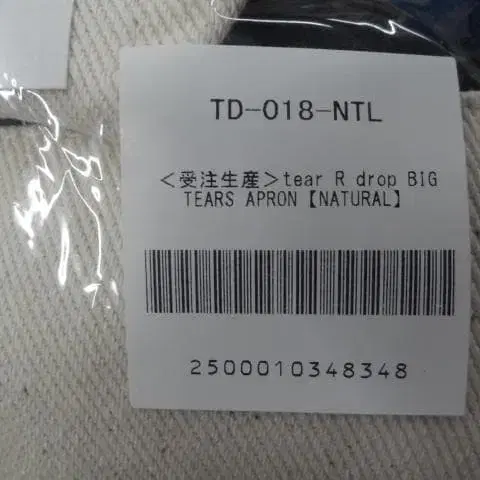 TD-018-NTL
＜受注生産＞tear R drop BIG
TEARS APRON【NATURAL】
2500010348348